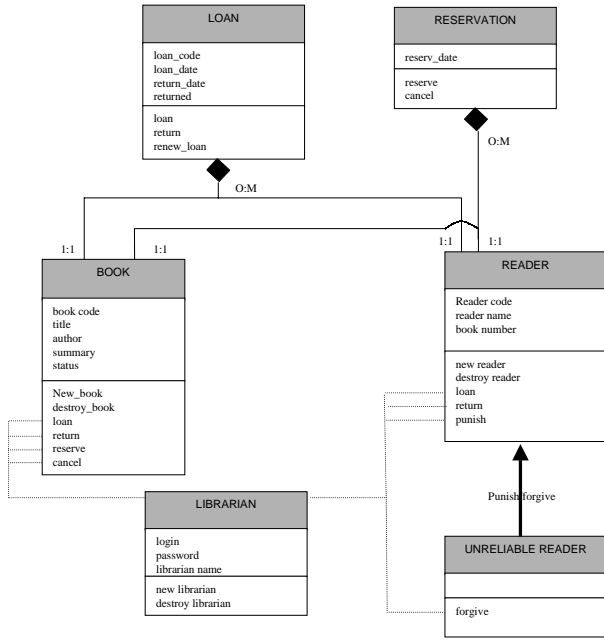 LOAN
loan_code
loan_date
return_date
returned
loan
return
renew_loan
RESERVATION
reserv_date
reserve
cancel
O:M
O:M
1:1
1:1
1:1
1:1
BOOK
book code
title
author
summary
status
New_book
destroy_book
loan
return
reserve
cancel
READER
Reader code
reader name
book number
new reader
destroy reader
loan
return
punish
Punish forgive
LIBRARIAN
login
password
librarian name
new librarian
destroy librarian
UNRELIABLE READER
forgive